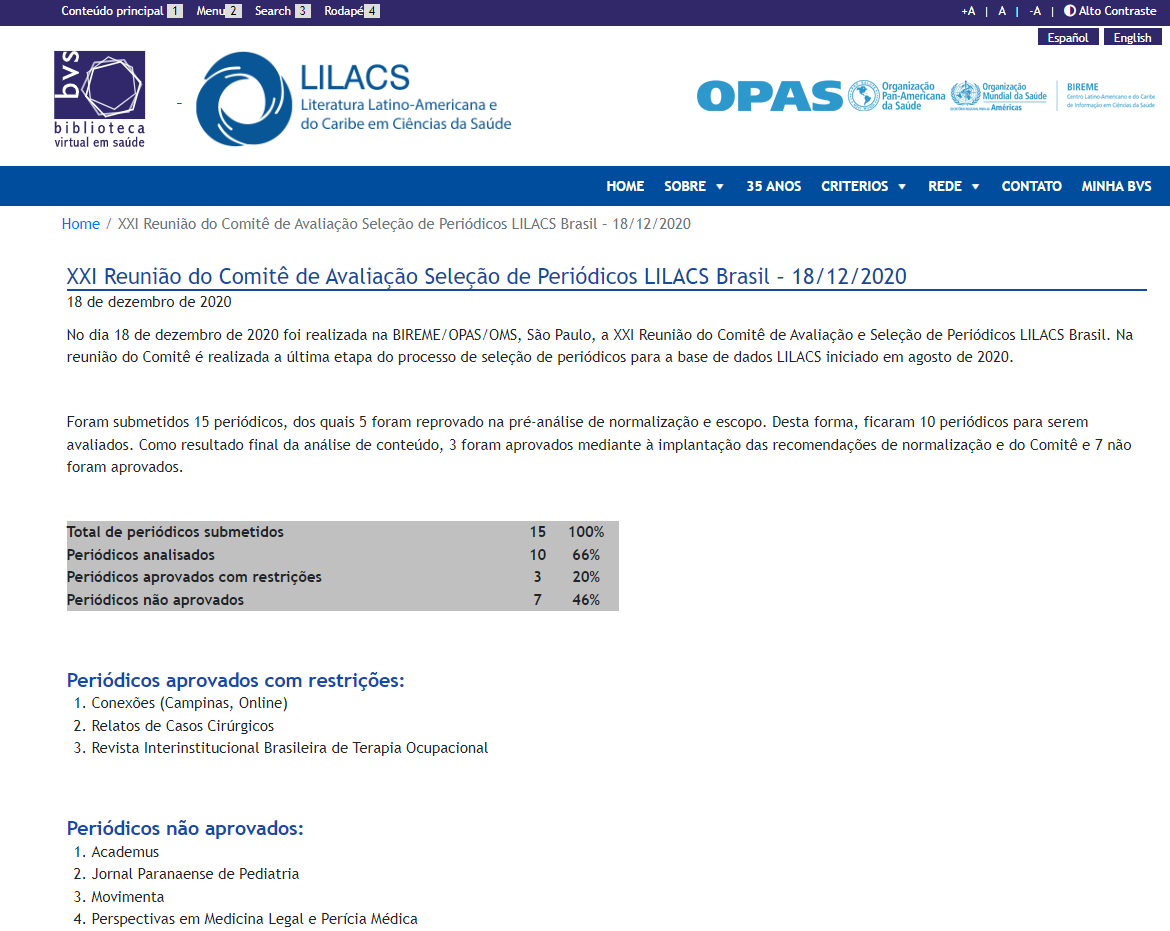 Conteúdo principal 1 Menu 2 Search 3 Rodapé 4 +A | A | -A | Alto Contraste
Español English
bvs
biblioteca
virtual em saúde
-
LILACS
Literatura Latino-Americana e
do Caribe em Ciências da Saúde
OPAS
Organização
Pan-Americana
da Saúde
Organização
Mundial da Saúde
Américas
BIREME
Centro Latino-Americano e do Caribe
de Informação em Ciências da Saúde
HOME SOBRE 35 ANOS CRITERIOS REDE CONTATO MINHA BVS
Home / XXI Reunião do Comitê de Avaliação Seleção de Periódicos LILACS Brasil - 18/12/2020
XXI Reunião do Comitê de Avaliação Seleção de Periódicos LILACS Brasil - 18/12/2020
18 de dezembro de 2020
No dia 18 de dezembro de 2020 foi realizada na BIREME/OPAS/OMS, São Paulo, a XXI Reunião do Comitê de Avaliação e Seleção de Periódicos LILACS Brasil. Na
reunião do Comitê é realizada a última etapa do processo de seleção de periódicos para a base de dados LILACS iniciado em agosto de 2020.
Foram submetidos 15 periódicos, dos quais 5 foram reprovado na pré-análise de normalização e escopo. Desta forma, ficaram 10 periódicos para serem
avaliados. Como resultado final da análise de conteúdo, 3 foram aprovados mediante à implantação das recomendações de normalização e do Comitê e 7 não
foram aprovados.
Total de periódicos submetidos 15 100%
Periódicos analisados 10 66%
Periódicos aprovados com restrições 3 20%
Periódicos não aprovados 7 46%
Periódicos aprovados com restrições:
1. Conexões (Campinas, Online)
2. Relatos de Casos Cirúrgicos
3. Revista Interinstitucional Brasileira de Terapia Ocupacional
Periódicos não aprovados:
1. Academus
2. Jornal Paranaense de Pediatria
3. Movimenta
4. Perspectivas em Medicina Legal e Perícia Médica